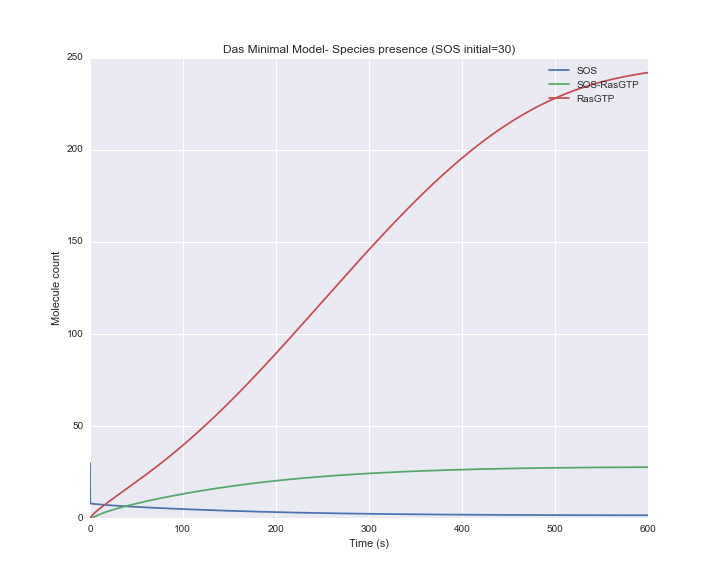 Das Minimal Model- Species presence (SOS initial=30)
250
200
150
100
50
0
Molecule count
SOS
SOS-RasGTP
RasGTP
0 100 200 300 400 500 600
Time (s)